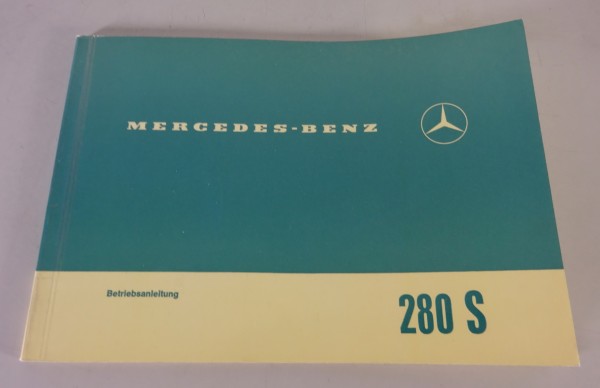 MERCEDES-BENZ
Betriebsanleitung
280 S